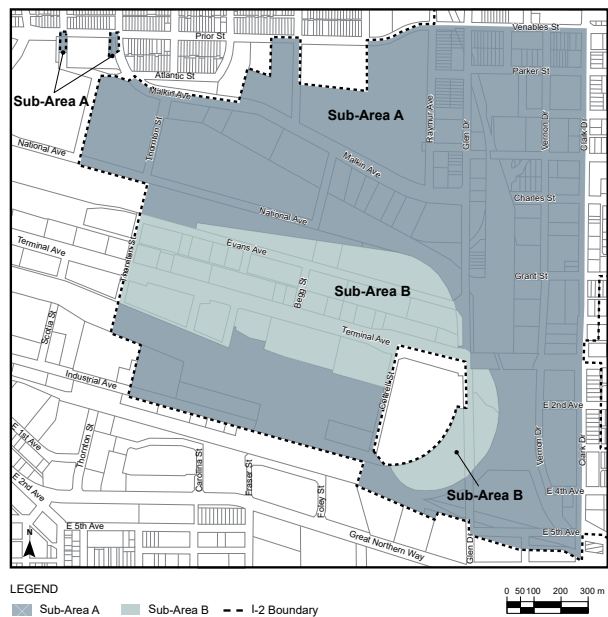 Venables St
Prior St
Sub-Area A
Atlantic St
Malkin Ave
Parker St
Sub-Area A
Raymur Ave
Glen Dr
Vernon Dr
Clark Dr
National Ave
Thornton St
Malkin Ave
Charles St
National Ave
Terminal Ave
Thornton St
Evans Ave
Begg St
Sub-Area B
Grant St
Scotia St
Terminal Ave
Industrial Ave
Cottrell St
E 2nd Ave
E 1st Ave
Thornton St
Vernon Dr
Clark Dr
E 2nd Ave
Carolina St
Fraser St
Foley St
Sub-Area B
E 4th Ave
N
E 5th Ave
Great Northern Way
Glen Dr
E 5th Ave
LEGEND
Sub-Area A Sub-Area B I-2 Boundary
0 50 100 200 300 m